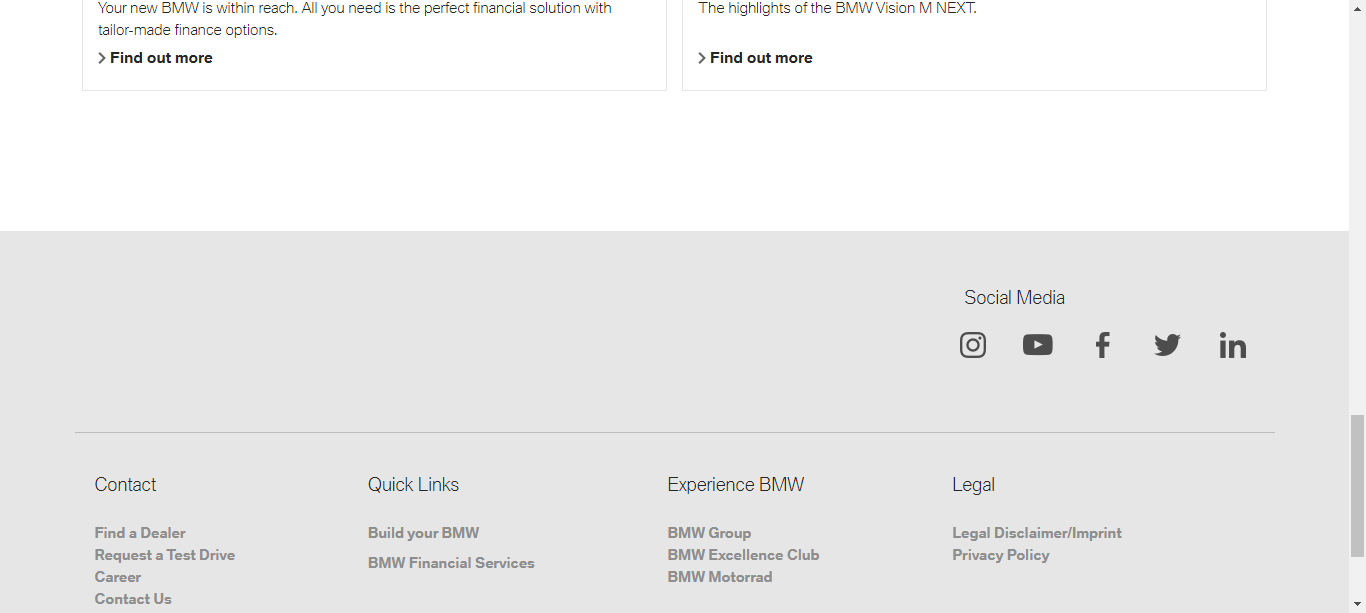 Your new BMW is within reach. All you need is the perfect financial solution with
tailor-made finance options.
Find out more
The highlights of the BMW Vision M NEXT.
Find out more
Social Media
Contact
Find a Dealer
Request a Test Drive
Career
Contact Us
Quick Links
Build your BMW
BMW Financial Services
Experience BMW
BMW Group
BMW Excellence Club
BMW Motorrad
Legal
Legal Disclaimer/Imprint
Privacy Policy